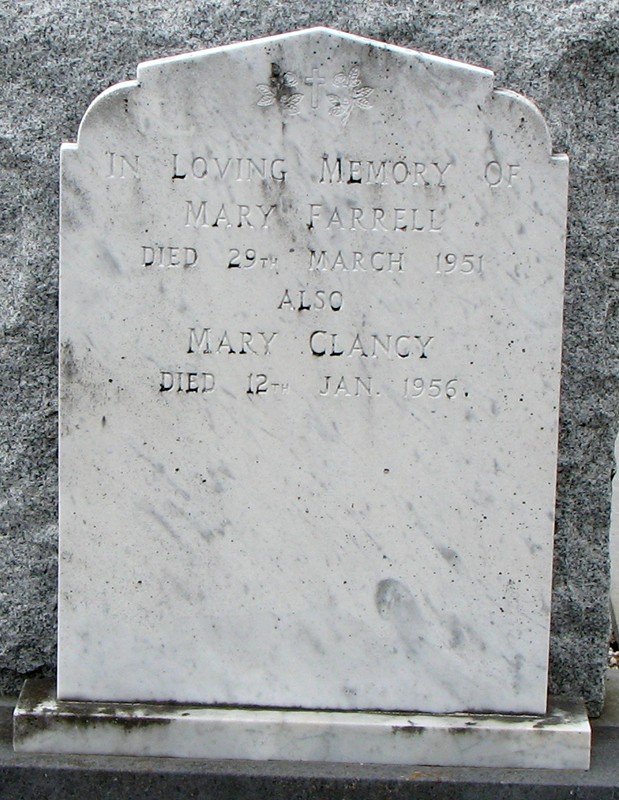 IN LOVING MEMORY OF
MARY FARRELL
DIED 29TH MARCH 1951
ALSO
MARY CLANCY
DIED 12TH JAN. 1956.